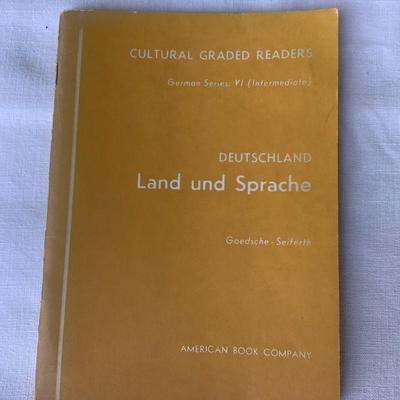 CULTURAL GRADED READERS
German Series: VI (Intermediate)
DEUTSCHLAND
Land und Sprache
Goedsche-Seiferth
AMERICAN BOOK COMPANY